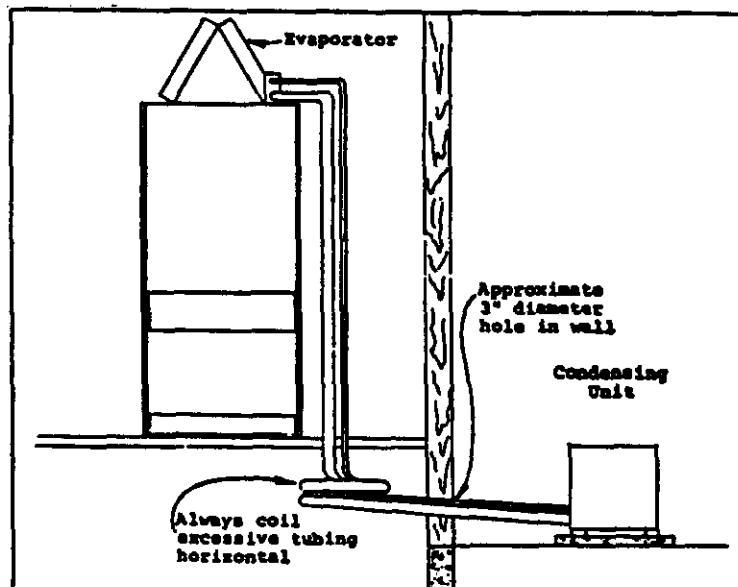 Evaporator
Approximate
3" diameter
hole in wall
Condensing
Unit
Always coil
excessive tubing
horizontal